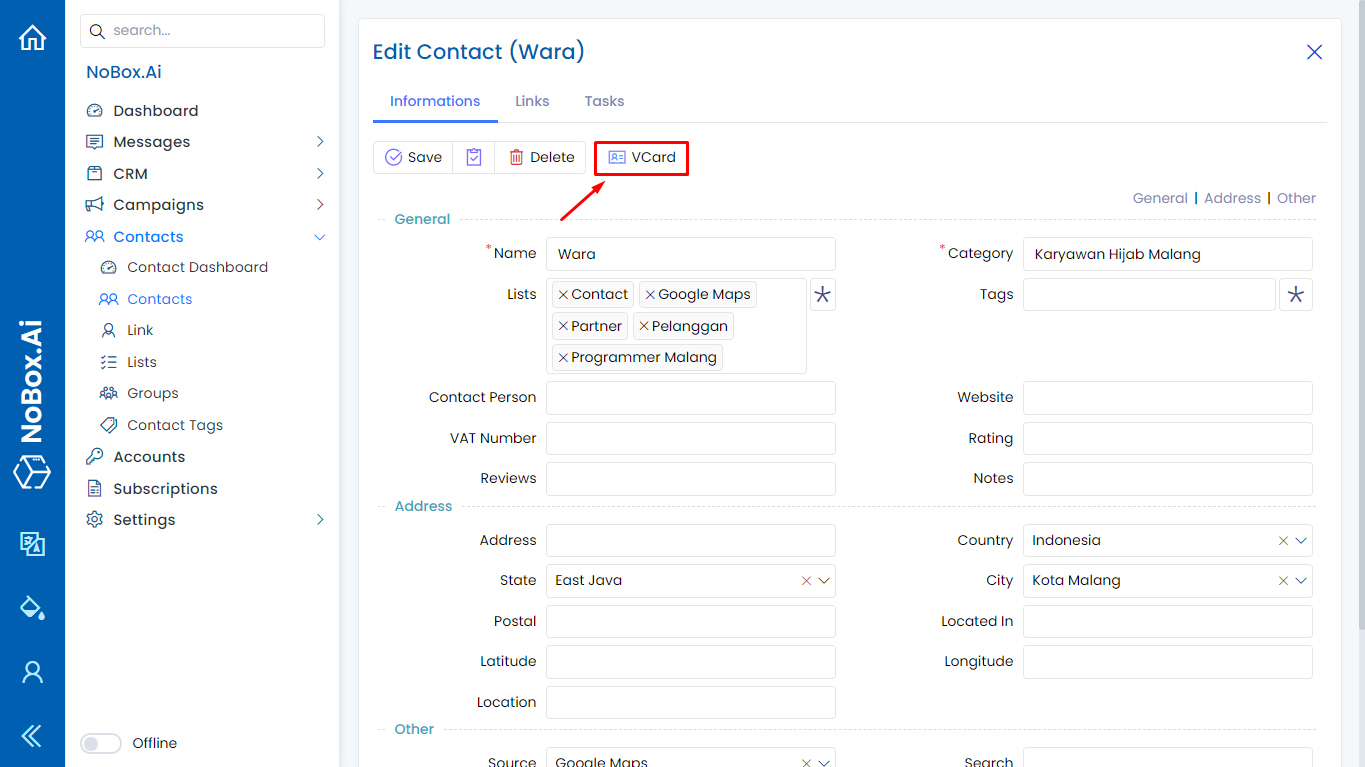 search...
NoBox.Ai
Dashboard
Messages
CRM
Campaigns
Contacts
Contact Dashboard
Contacts
Link
Lists
Groups
Contact Tags
Accounts
Subscriptions
Settings
Offline
NoBox.Ai
Edit Contact (Wara)
Informations Links Tasks
Save Delete VCard
General | Address | Other
General
*Name Wara *Category Karyawan Hijab Malang
Lists ×Contact ×Google Maps Tags
×Partner ×Pelanggan
×Programmer Malang
Contact Person Website
VAT Number Rating
Reviews Notes
Address
Address Country Indonesia
State East Java City Kota Malang
Postal Located In
Latitude Longitude
Location
Other
Source Google Maps Search